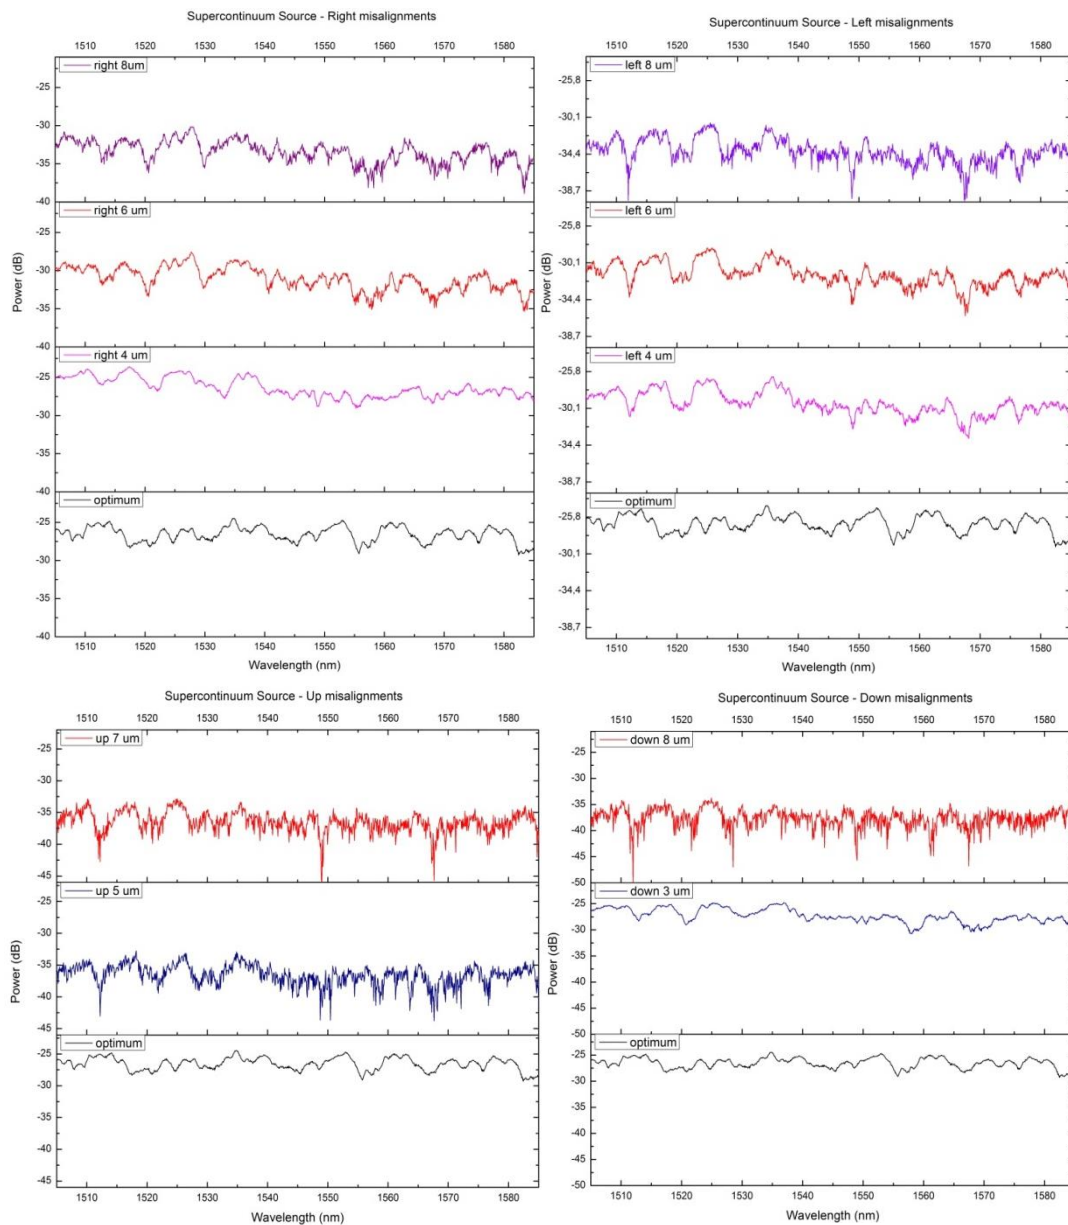 Supercontinuum Source - Right misalignments
1510 1520 1530 1540 1550 1560 1570 1580
right 8um
-25
-30
-35
-40
right 6 um
-25
-30
-35
-40
right 4 um
-25
-30
-35
-40
optimum
-25
-30
-35
-40
Power (dB)
1510 1520 1530 1540 1550 1560 1570 1580
Wavelength (nm)
Supercontinuum Source - Left misalignments
1510 1520 1530 1540 1550 1560 1570 1580
left 8 um
-25,8
-30,1
-34,4
-38,7
left 6 um
-25,8
-30,1
-34,4
-38,7
left 4 um
-25,8
-30,1
-34,4
-38,7
optimum
-25,8
-30,1
-34,4
-38,7
Power (dB)
1510 1520 1530 1540 1550 1560 1570 1580
Wavelength (nm)
Supercontinuum Source - Up misalignments
1510 1520 1530 1540 1550 1560 1570 1580
up 7 um
-25
-30
-35
-40
-45
up 5 um
-25
-30
-35
-40
-45
optimum
-25
-30
-35
-40
-45
Power (dB)
1510 1520 1530 1540 1550 1560 1570 1580
Wavelength (nm)
Supercontinuum Source - Down misalignments
1510 1520 1530 1540 1550 1560 1570 1580
down 8 um
-25
-30
-35
-40
-45
-50
down 3 um
-25
-30
-35
-40
-45
-50
optimum
-25
-30
-35
-40
-45
-50
Power (dB)
1510 1520 1530 1540 1550 1560 1570 1580
Wavelength (nm)